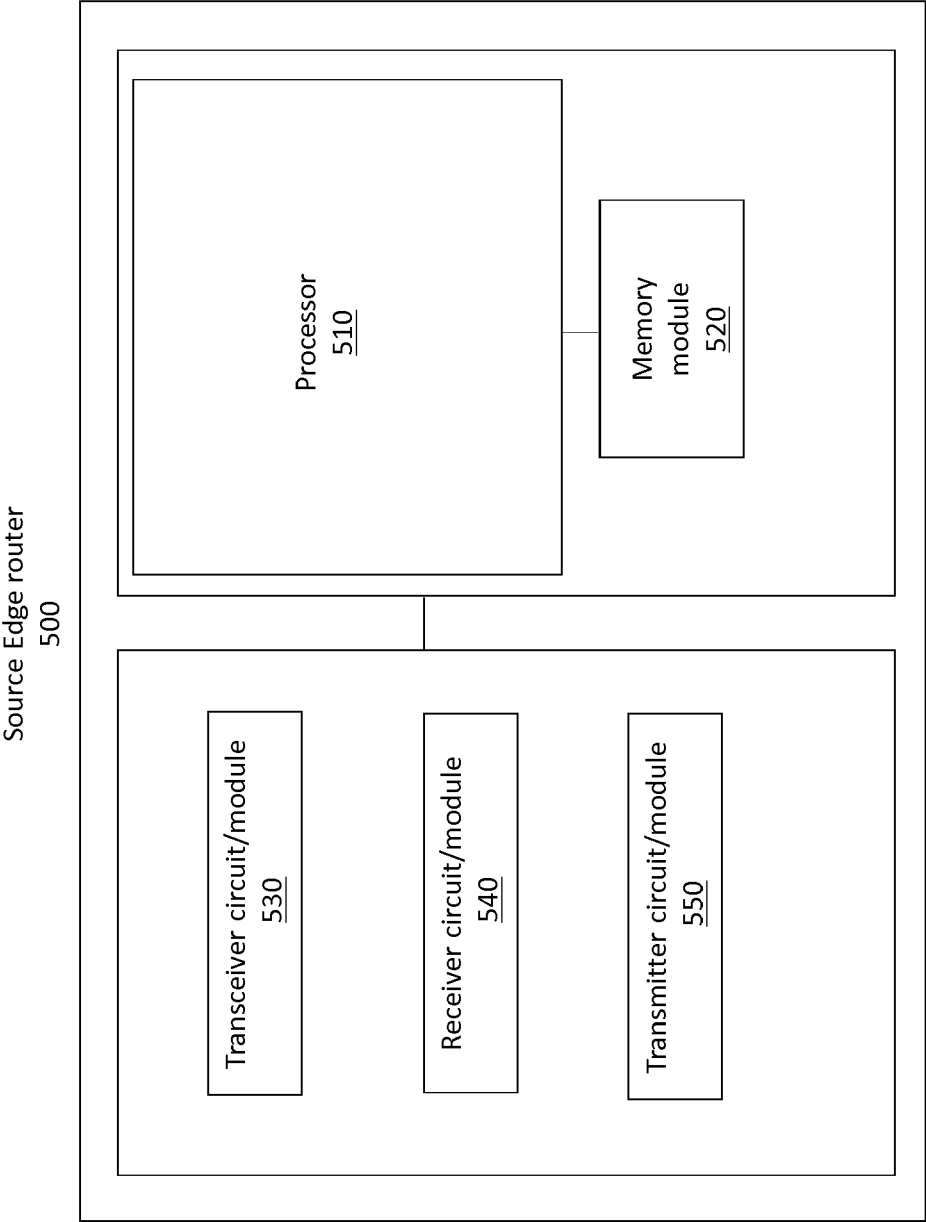 Source Edge router
500
Transceiver circuit/module
530
Receiver circuit/module
540
Transmitter circuit/module
550
Processor
510
Memory
module
520